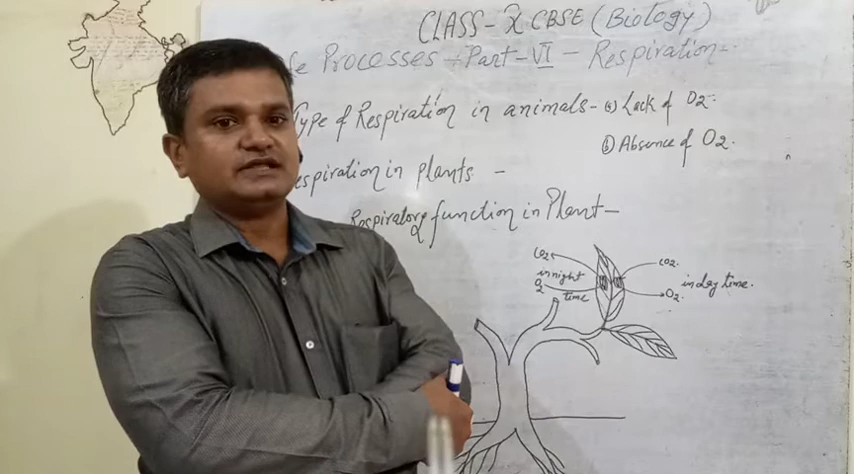 CLASS - X CBSE (Biology)
fe Processes - Part - VI - Respiration -
Type of Respiration in animals - (a) Lack of O2 -
(b) Absence of O2.
espiration in plants -
Respiratory function in Plant -
CO2
in night
O2
time
CO2.
O2.
in day time.